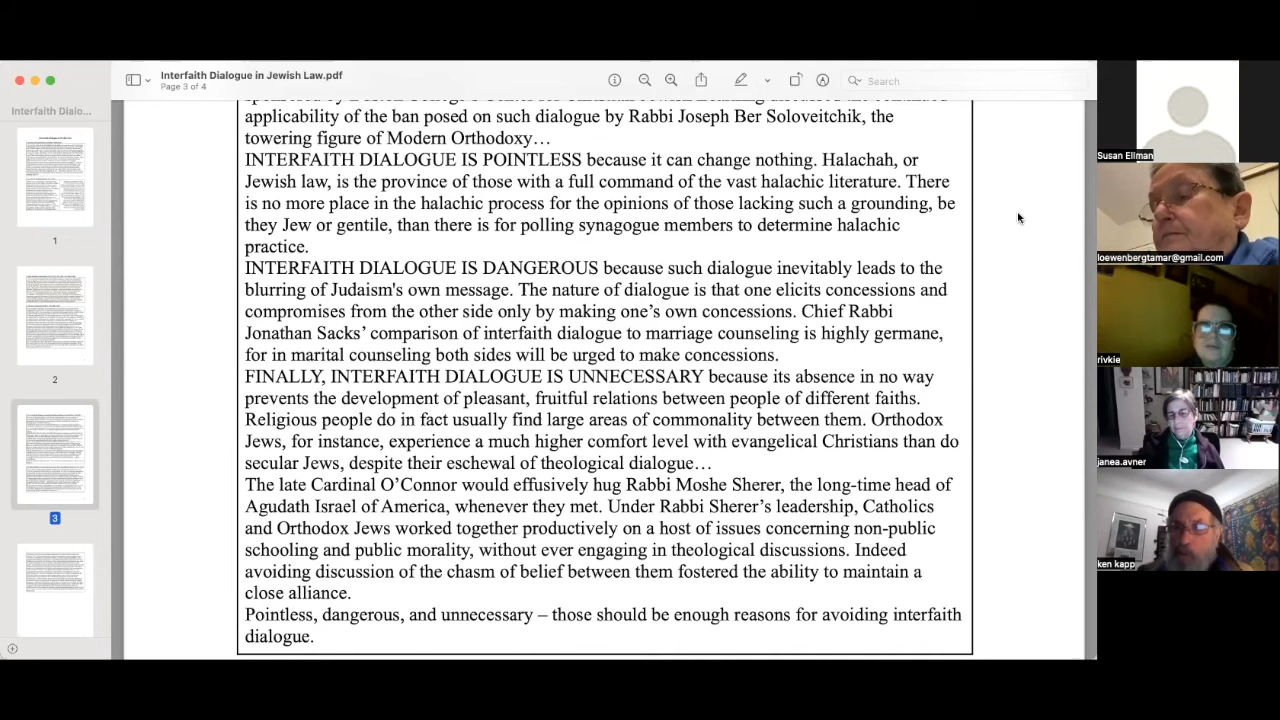 Interfaith Dialogue in Jewish Law.pdf
Page 3 of 4
Search
Interfaith Dialo...
applicability of the ban posed on such dialogue by Rabbi Joseph Ber Soloveitchik, the
towering figure of Modern Orthodoxy…
INTERFAITH DIALOGUE IS POINTLESS because it can change nothing. Halachah, or
Jewish Law, is the province of those with a full command of the vast halachic literature. There
is no more place in the halachic process for the opinions of those lacking such a grounding, be
they Jew or gentile, than there is for polling synagogue members to determine halachic
practice.
INTERFAITH DIALOGUE IS DANGEROUS because such dialogue inevitably leads to the
blurring of Judaism's own message. The nature of dialogue is that it elicits concessions and
compromises from the other side only by making one's own concessions. Chief Rabbi
Jonathan Sacks' comparison of interfaith dialogue to marriage counseling is highly germane,
for in marital counseling both sides will be urged to make concessions.
FINALLY, INTERFAITH DIALOGUE IS UNNECESSARY because its absence in no way
prevents the development of pleasant, fruitful relations between people of different faiths.
Religious people do in fact usually find large areas of commonality between them. Orthodox
Jews, for instance, experience a much higher comfort level with evangelical Christians than do
secular Jews, despite their eschewal of theological dialogue…
The late Cardinal O'Connor would effusively hug Rabbi Moshe Sherer, the long-time head of
Agudath Israel of America, whenever they met. Under Rabbi Sherer's leadership, Catholics
and Orthodox Jews worked together productively on a host of issues concerning non-public
schooling and public morality, without ever engaging in theological discussions. Indeed
avoiding discussion of the chasm in belief between them fostered the ability to maintain a
close alliance.
Pointless, dangerous, and unnecessary – those should be enough reasons for avoiding interfaith
dialogue.
1
2
3
Susan Ellman
loewenbergtamar@gmail.com
rivkie
janea.avner
ken kapp